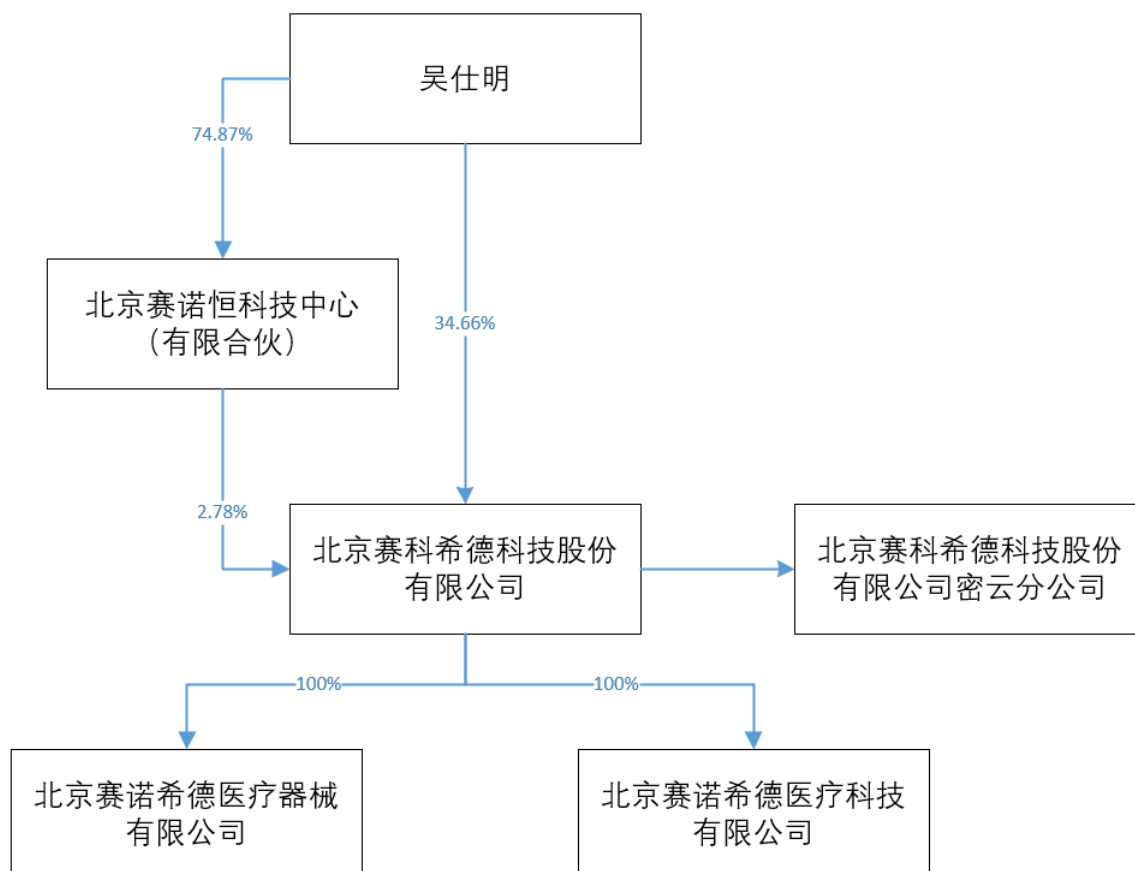 吴仕明
74.87%
北京赛诺恒科技中心
（有限合伙）
34.66%
2.78%
北京赛科希德科技股份
有限公司
北京赛科希德科技股份
有限公司密云分公司
100%
100%
北京赛诺希德医疗器械
有限公司
北京赛诺希德医疗科技
有限公司